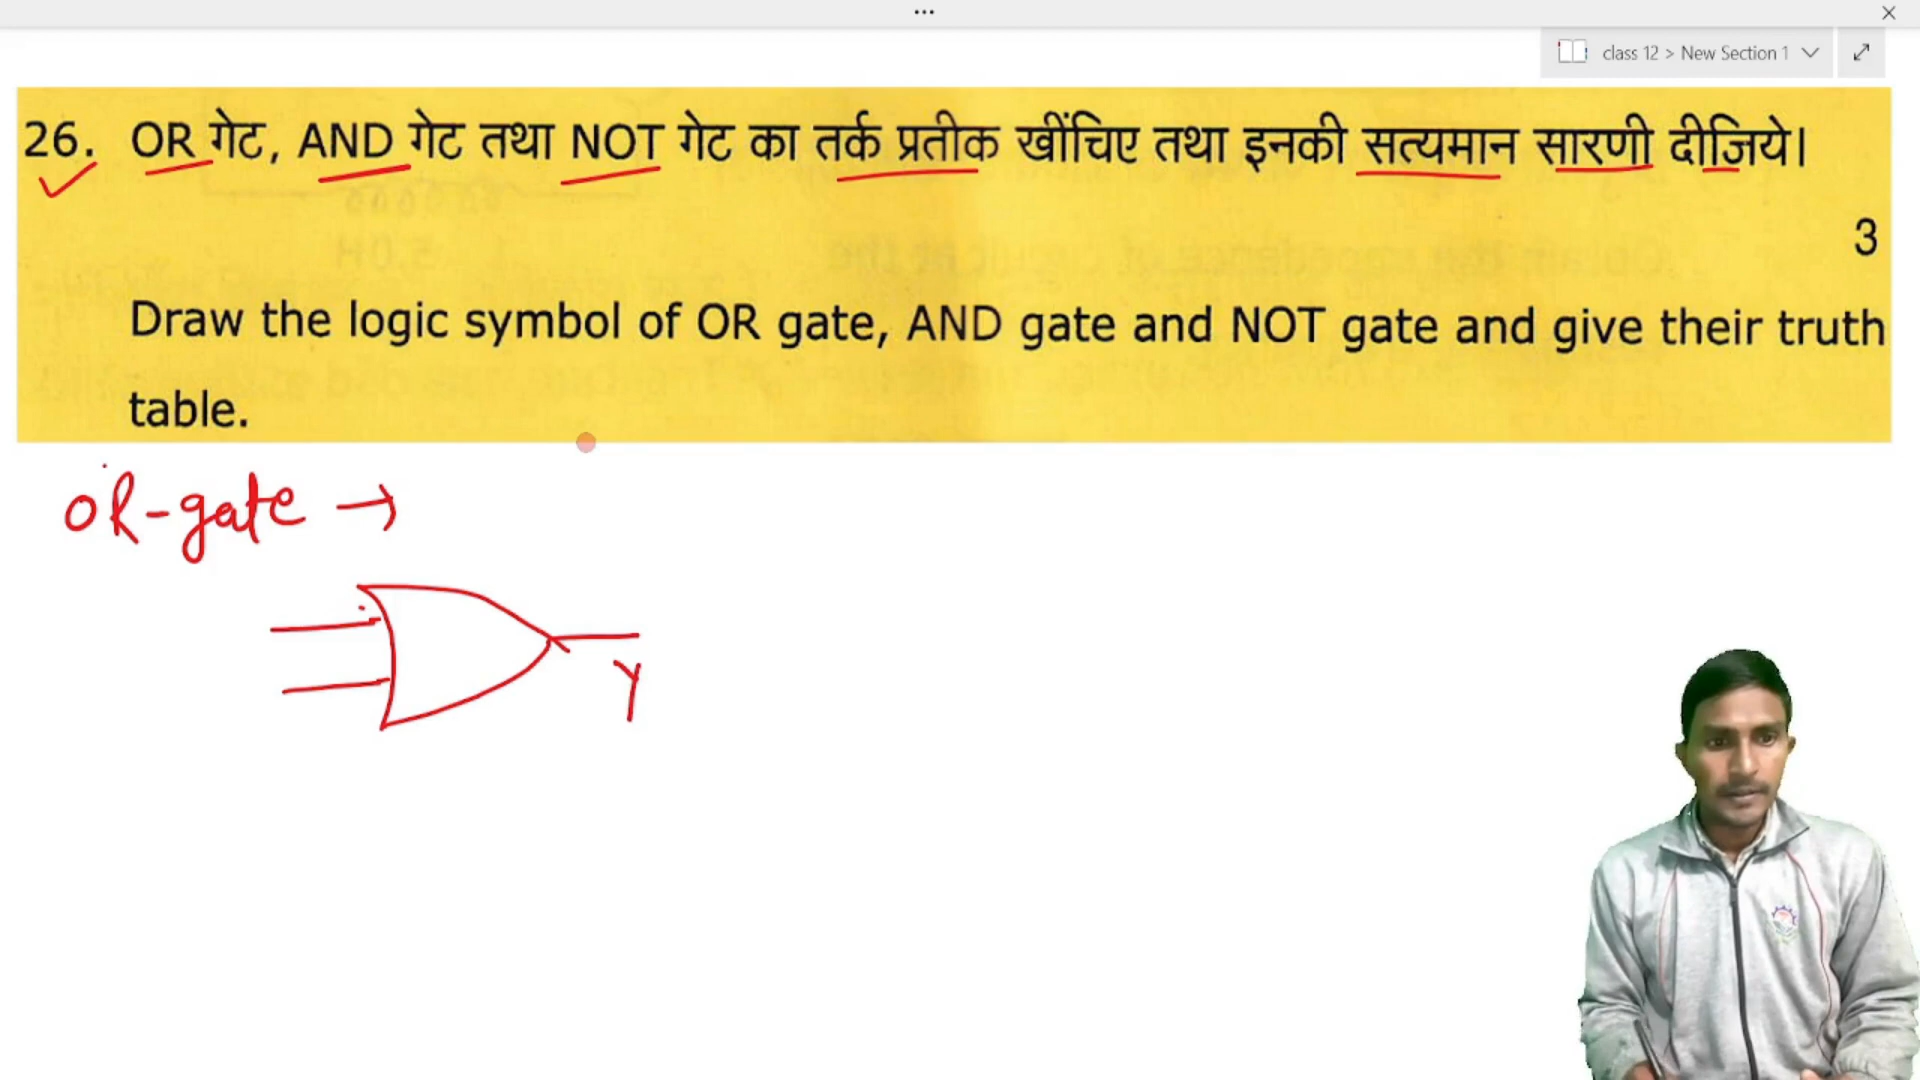 ...
class 12 > New Section 1
26. OR गेट, AND गेट तथा NOT गेट का तर्क प्रतीक खींचिए तथा इनकी सत्यमान सारणी दीजिये।
3
Draw the logic symbol of OR gate, AND gate and NOT gate and give their truth
table.
OR-gate →
Y